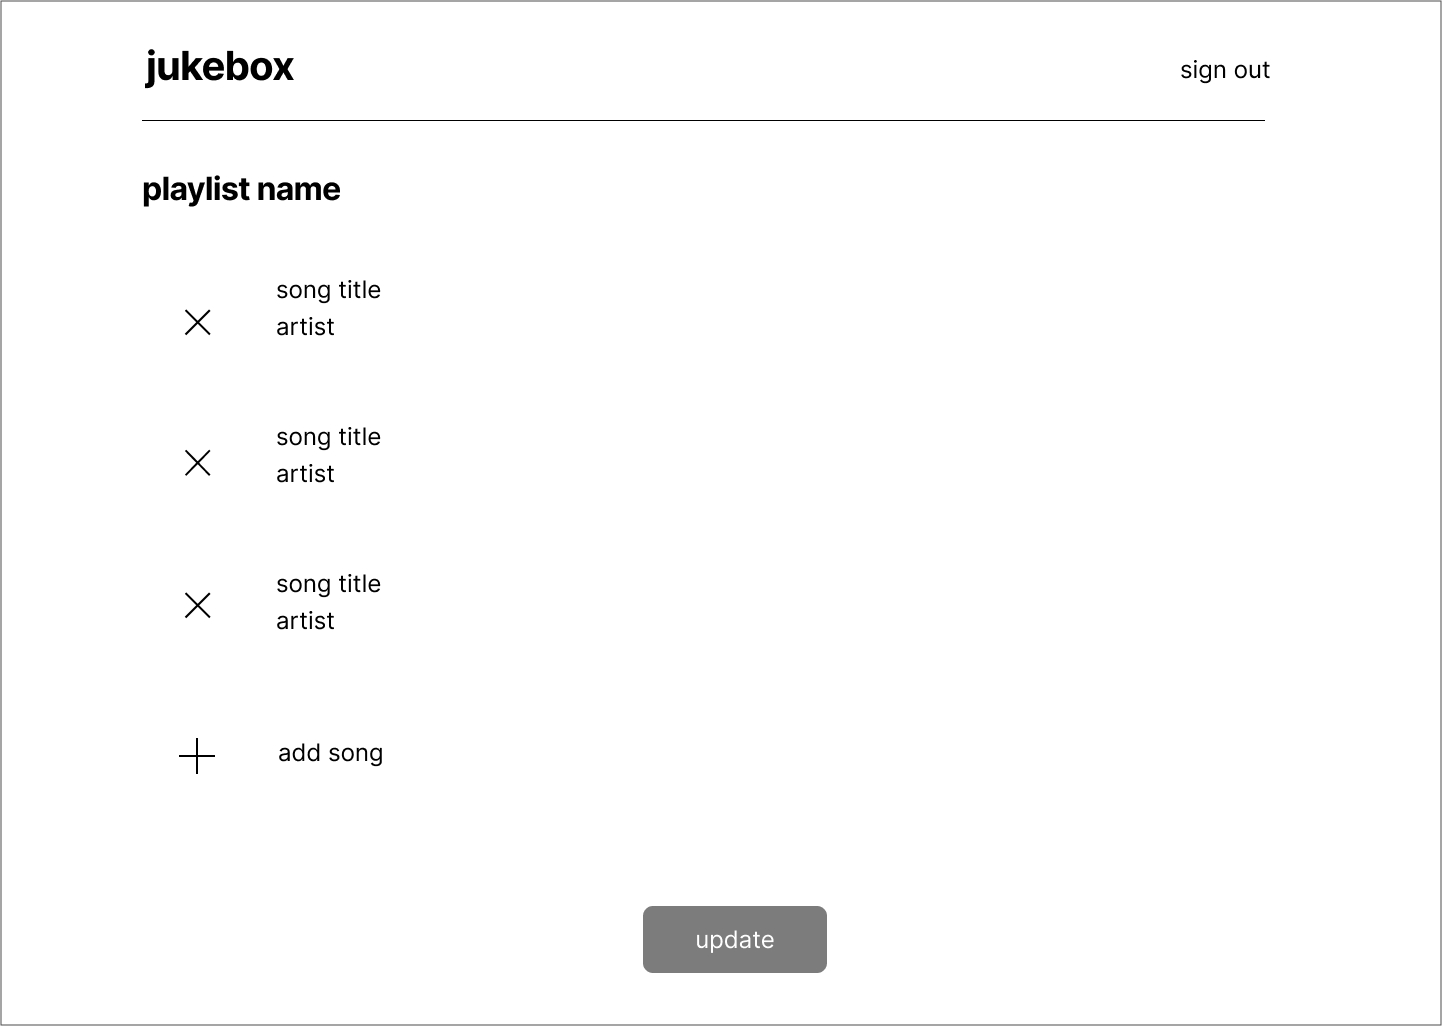 jukebox
sign out
playlist name
song title
artist
song title
artist
song title
artist
add song
update